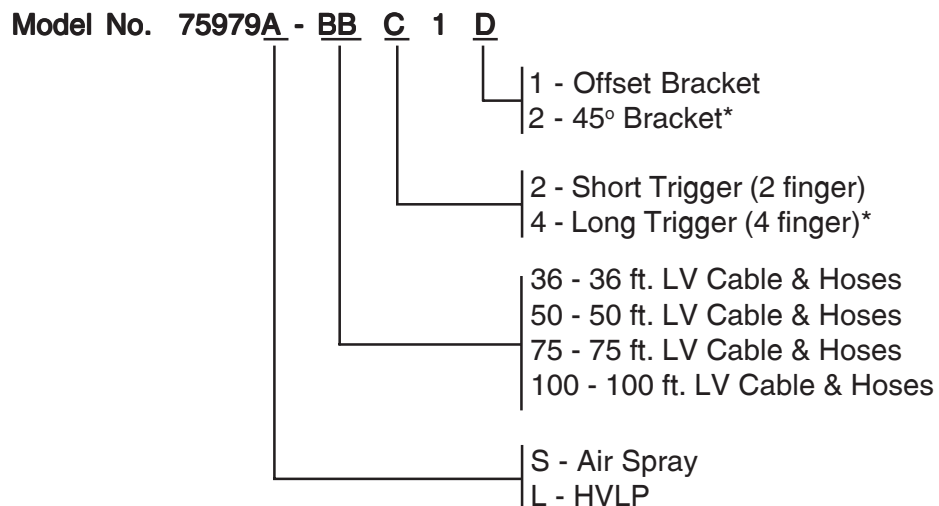 Model No. 75979A - BB C 1 D
1 - Offset Bracket
2 - 45º Bracket*
2 - Short Trigger (2 finger)
4 - Long Trigger (4 finger)*
36 - 36 ft. LV Cable & Hoses
50 - 50 ft. LV Cable & Hoses
75 - 75 ft. LV Cable & Hoses
100 - 100 ft. LV Cable & Hoses
S - Air Spray
L - HVLP